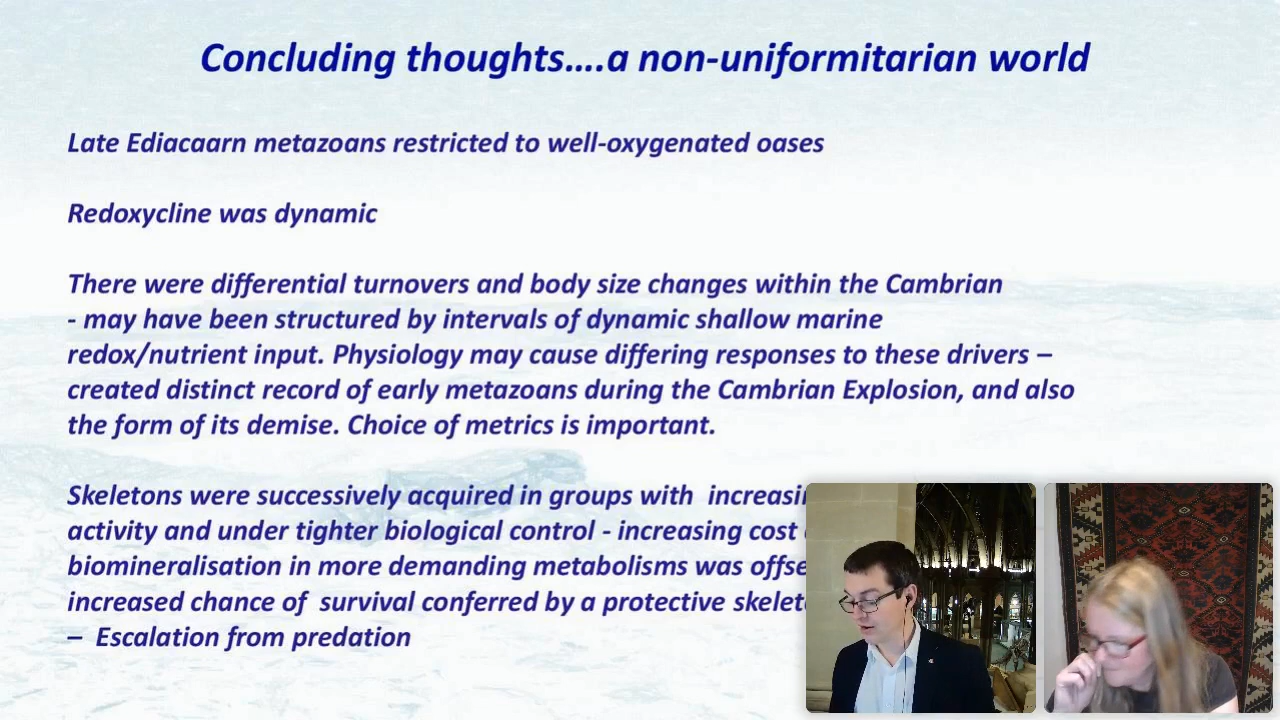 Concluding thoughts....a non-uniformitarian world
Late Ediacaarn metazoans restricted to well-oxygenated oases
Redoxycline was dynamic
There were differential turnovers and body size changes within the Cambrian
- may have been structured by intervals of dynamic shallow marine
redox/nutrient input. Physiology may cause differing responses to these drivers –
created distinct record of early metazoans during the Cambrian Explosion, and also
the form of its demise. Choice of metrics is important.
Skeletons were successively acquired in groups with increasi
activity and under tighter biological control - increasing cost
biomineralisation in more demanding metabolisms was offse
increased chance of survival conferred by a protective skelet
– Escalation from predation